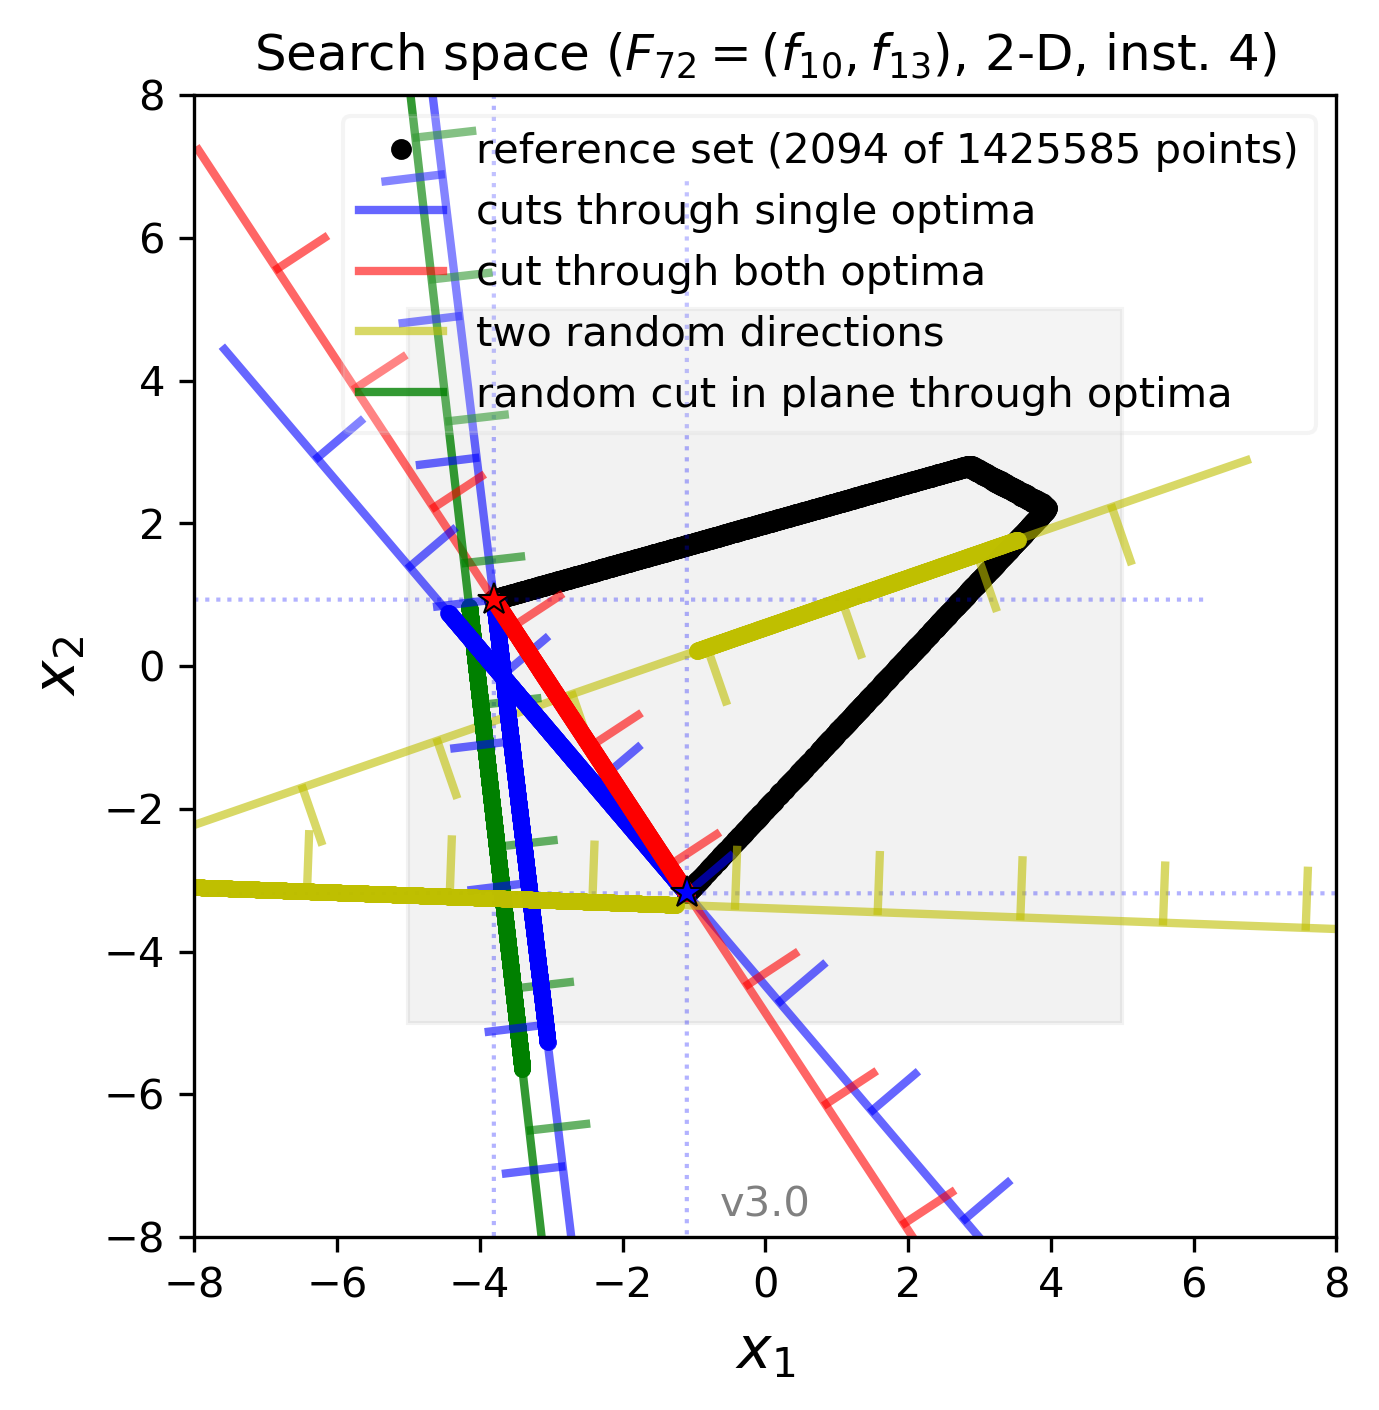 Search space (F72 = (f10, f13), 2-D, inst. 4)
reference set (2094 of 1425585 points)
cuts through single optima
cut through both optima
two random directions
random cut in plane through optima
8
6
4
2
0
−2
−4
−6
−8
x2
v3.0
−8 −6 −4 −2 0 2 4 6 8
x1